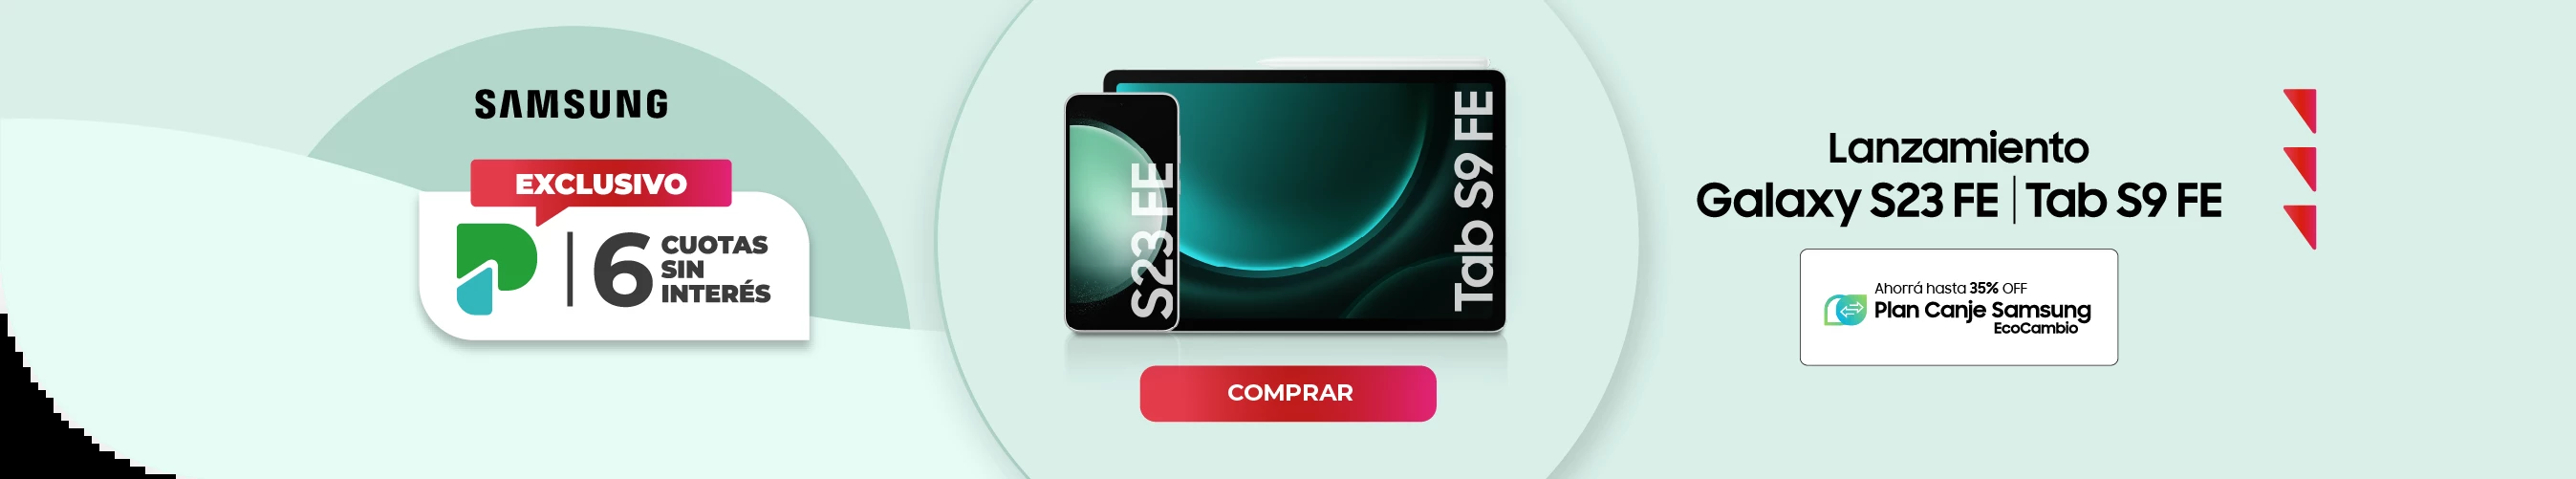 SAMSUNG
EXCLUSIVO
6
CUOTAS
SIN
INTERÉS
S23 FE
Tab S9 FE
COMPRAR
Lanzamiento
Galaxy S23 FE | Tab S9 FE
Ahorrá hasta 35% OFF
Plan Canje Samsung
EcoCambio